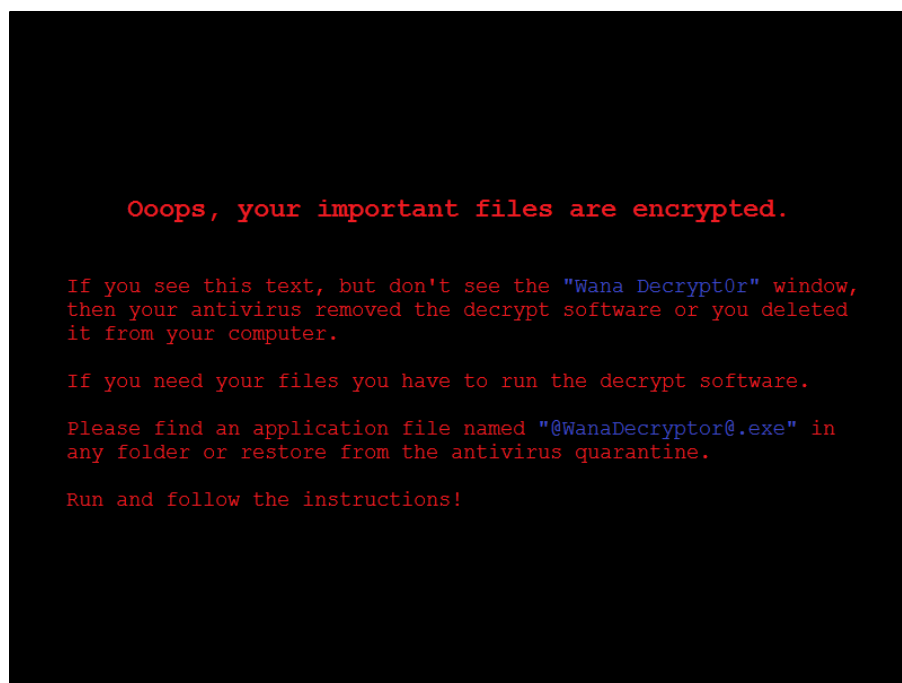 Ooops, your important files are encrypted.
If you see this text, but don't see the "Wana Decrypt0r" window,
then your antivirus removed the decrypt software or you deleted
it from your computer.
If you need your files you have to run the decrypt software.
Please find an application file named "@WanaDecryptor@.exe" in
any folder or restore from the antivirus quarantine.
Run and follow the instructions!